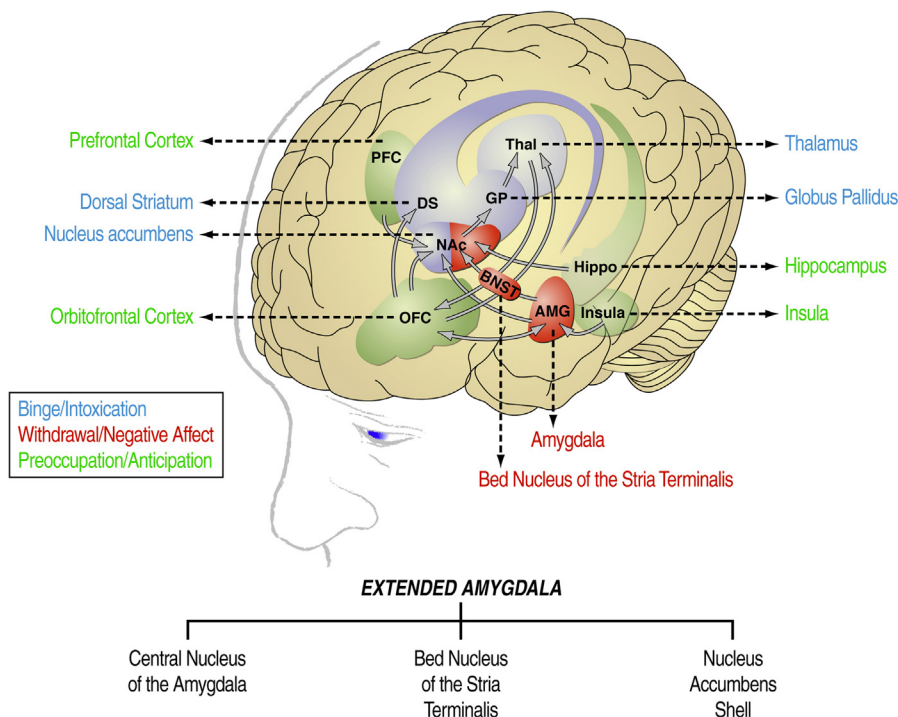 Prefrontal Cortex
PFC
Thal
Thalamus
Dorsal Striatum
DS
GP
Globus Pallidus
Nucleus accumbens
NAc
Hippo
Hippocampus
BNST
Orbitofrontal Cortex
OFC
AMG
Insula
Insula
Binge/Intoxication
Withdrawal/Negative Affect
Preoccupation/Anticipation
Amygdala
Bed Nucleus of the Stria Terminalis
EXTENDED AMYGDALA
Central Nucleus
of the Amygdala
Bed Nucleus
of the Stria
Terminalis
Nucleus
Accumbens
Shell